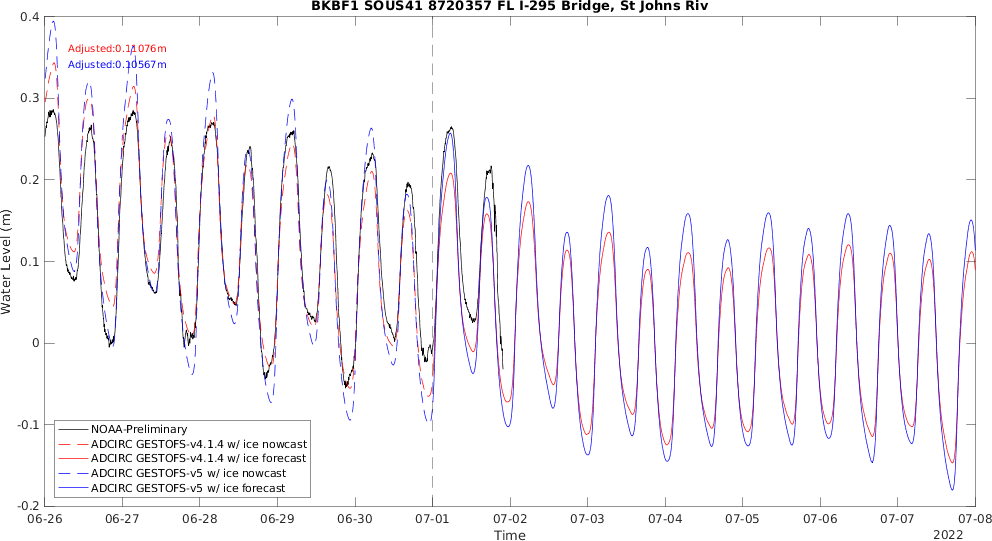 BKBF1 SOUS41 8720357 FL I-295 Bridge, St Johns Riv
Adjusted:0.11076m
Adjusted:0.10567m
0.4
0.3
0.2
0.1
0
-0.1
-0.2
Water Level (m)
NOAA-Preliminary
ADCIRC GESTOFS-v4.1.4 w/ ice nowcast
ADCIRC GESTOFS-v4.1.4 w/ ice forecast
ADCIRC GESTOFS-v5 w/ ice nowcast
ADCIRC GESTOFS-v5 w/ ice forecast
06-26 06-27 06-28 06-29 06-30 07-01 07-02 07-03 07-04 07-05 07-06 07-07 07-08
Time
2022